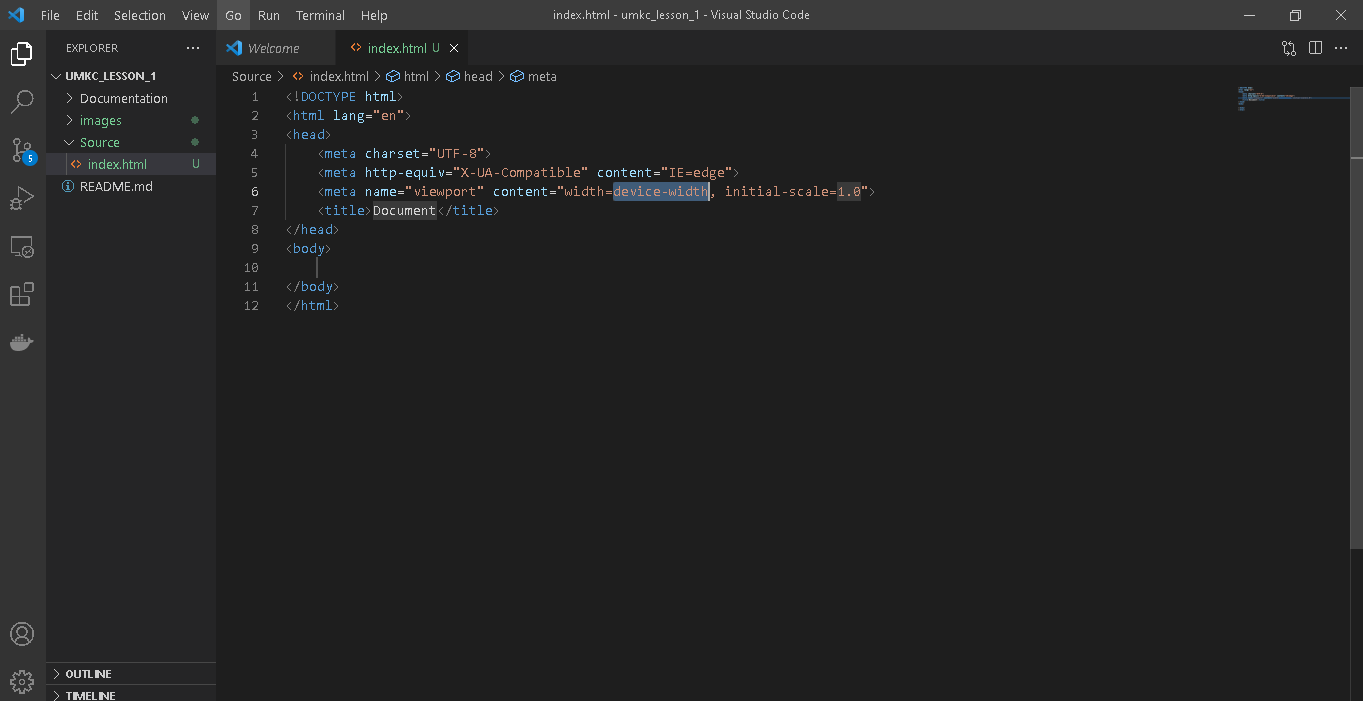 File Edit Selection View Go Run Terminal Help index.html - umkc_lesson_1 - Visual Studio Code
EXPLORER
Welcome
index.html U
UMKC_LESSON_1
Documentation
images
Source
index.html U
README.md
5
OUTLINE
TIMELINE
Source > index.html > html > head > meta
1 <!DOCTYPE html>
2 <html lang="en">
3 <head>
4 <meta charset="UTF-8">
5 <meta http-equiv="X-UA-Compatible" content="IE=edge">
6 <meta name="viewport" content="width=device-width, initial-scale=1.0">
7 <title>Document</title>
8 </head>
9 <body>
10
11 </body>
12 </html>